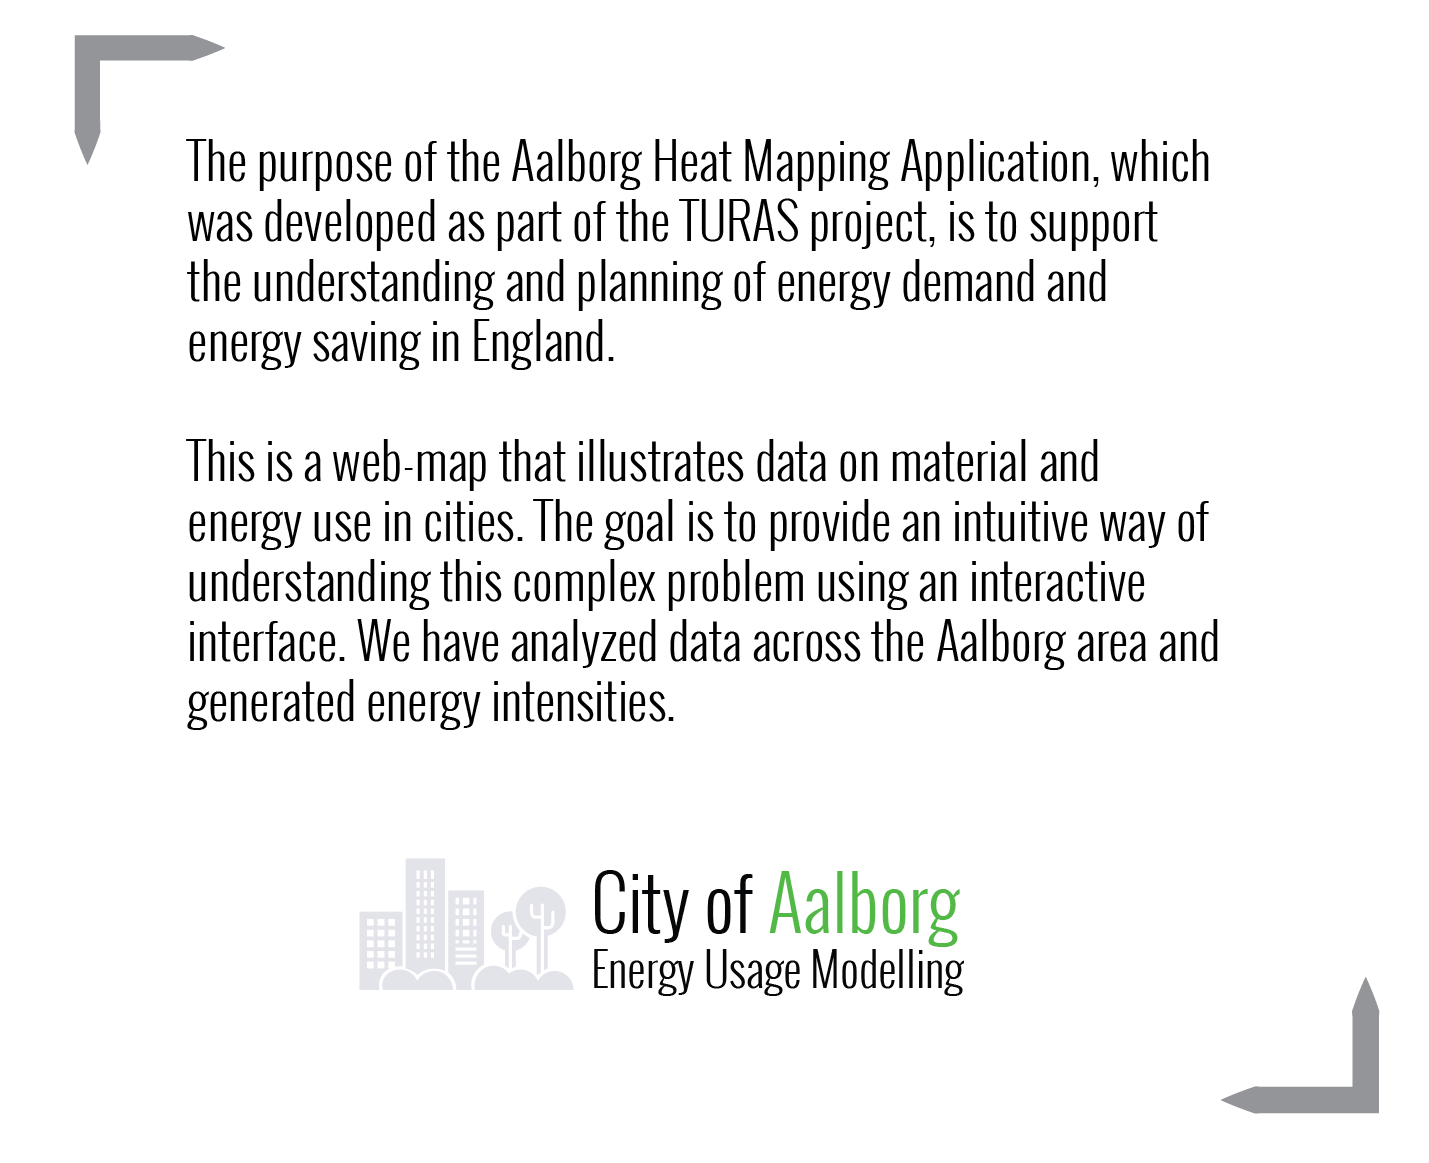 The purpose of the Aalborg Heat Mapping Application, which
was developed as part of the TURAS project, is to support
the understanding and planning of energy demand and
energy saving in England.
This is a web-map that illustrates data on material and
energy use in cities. The goal is to provide an intuitive way of
understanding this complex problem using an interactive
interface. We have analyzed data across the Aalborg area and
generated energy intensities.
City of Aalborg
Energy Usage Modelling